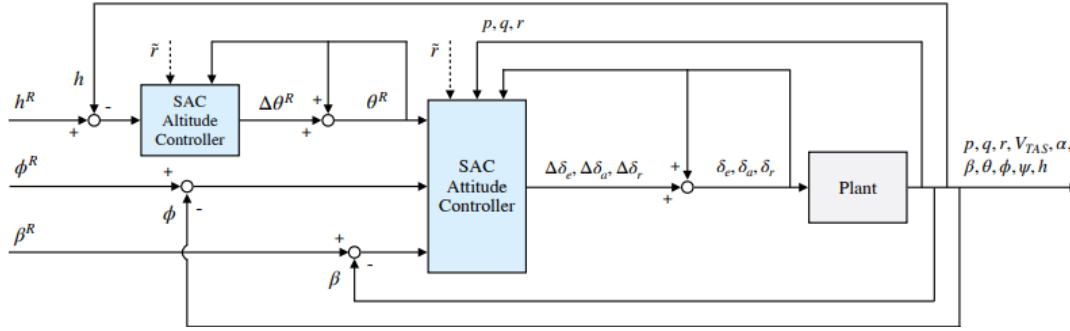 p, q, r
r̃
r̃
h
h^R
-
+
SAC
Altitude
Controller
Δθ^R
+
+
θ^R
ϕ^R
+
-
ϕ
SAC
Attitude
Controller
Δδ_e, Δδ_a, Δδ_r
+
+
δ_e, δ_a, δ_r
Plant
p, q, r, V_TAS, α,
β, θ, ϕ, ψ, h
β^R
+
-
β